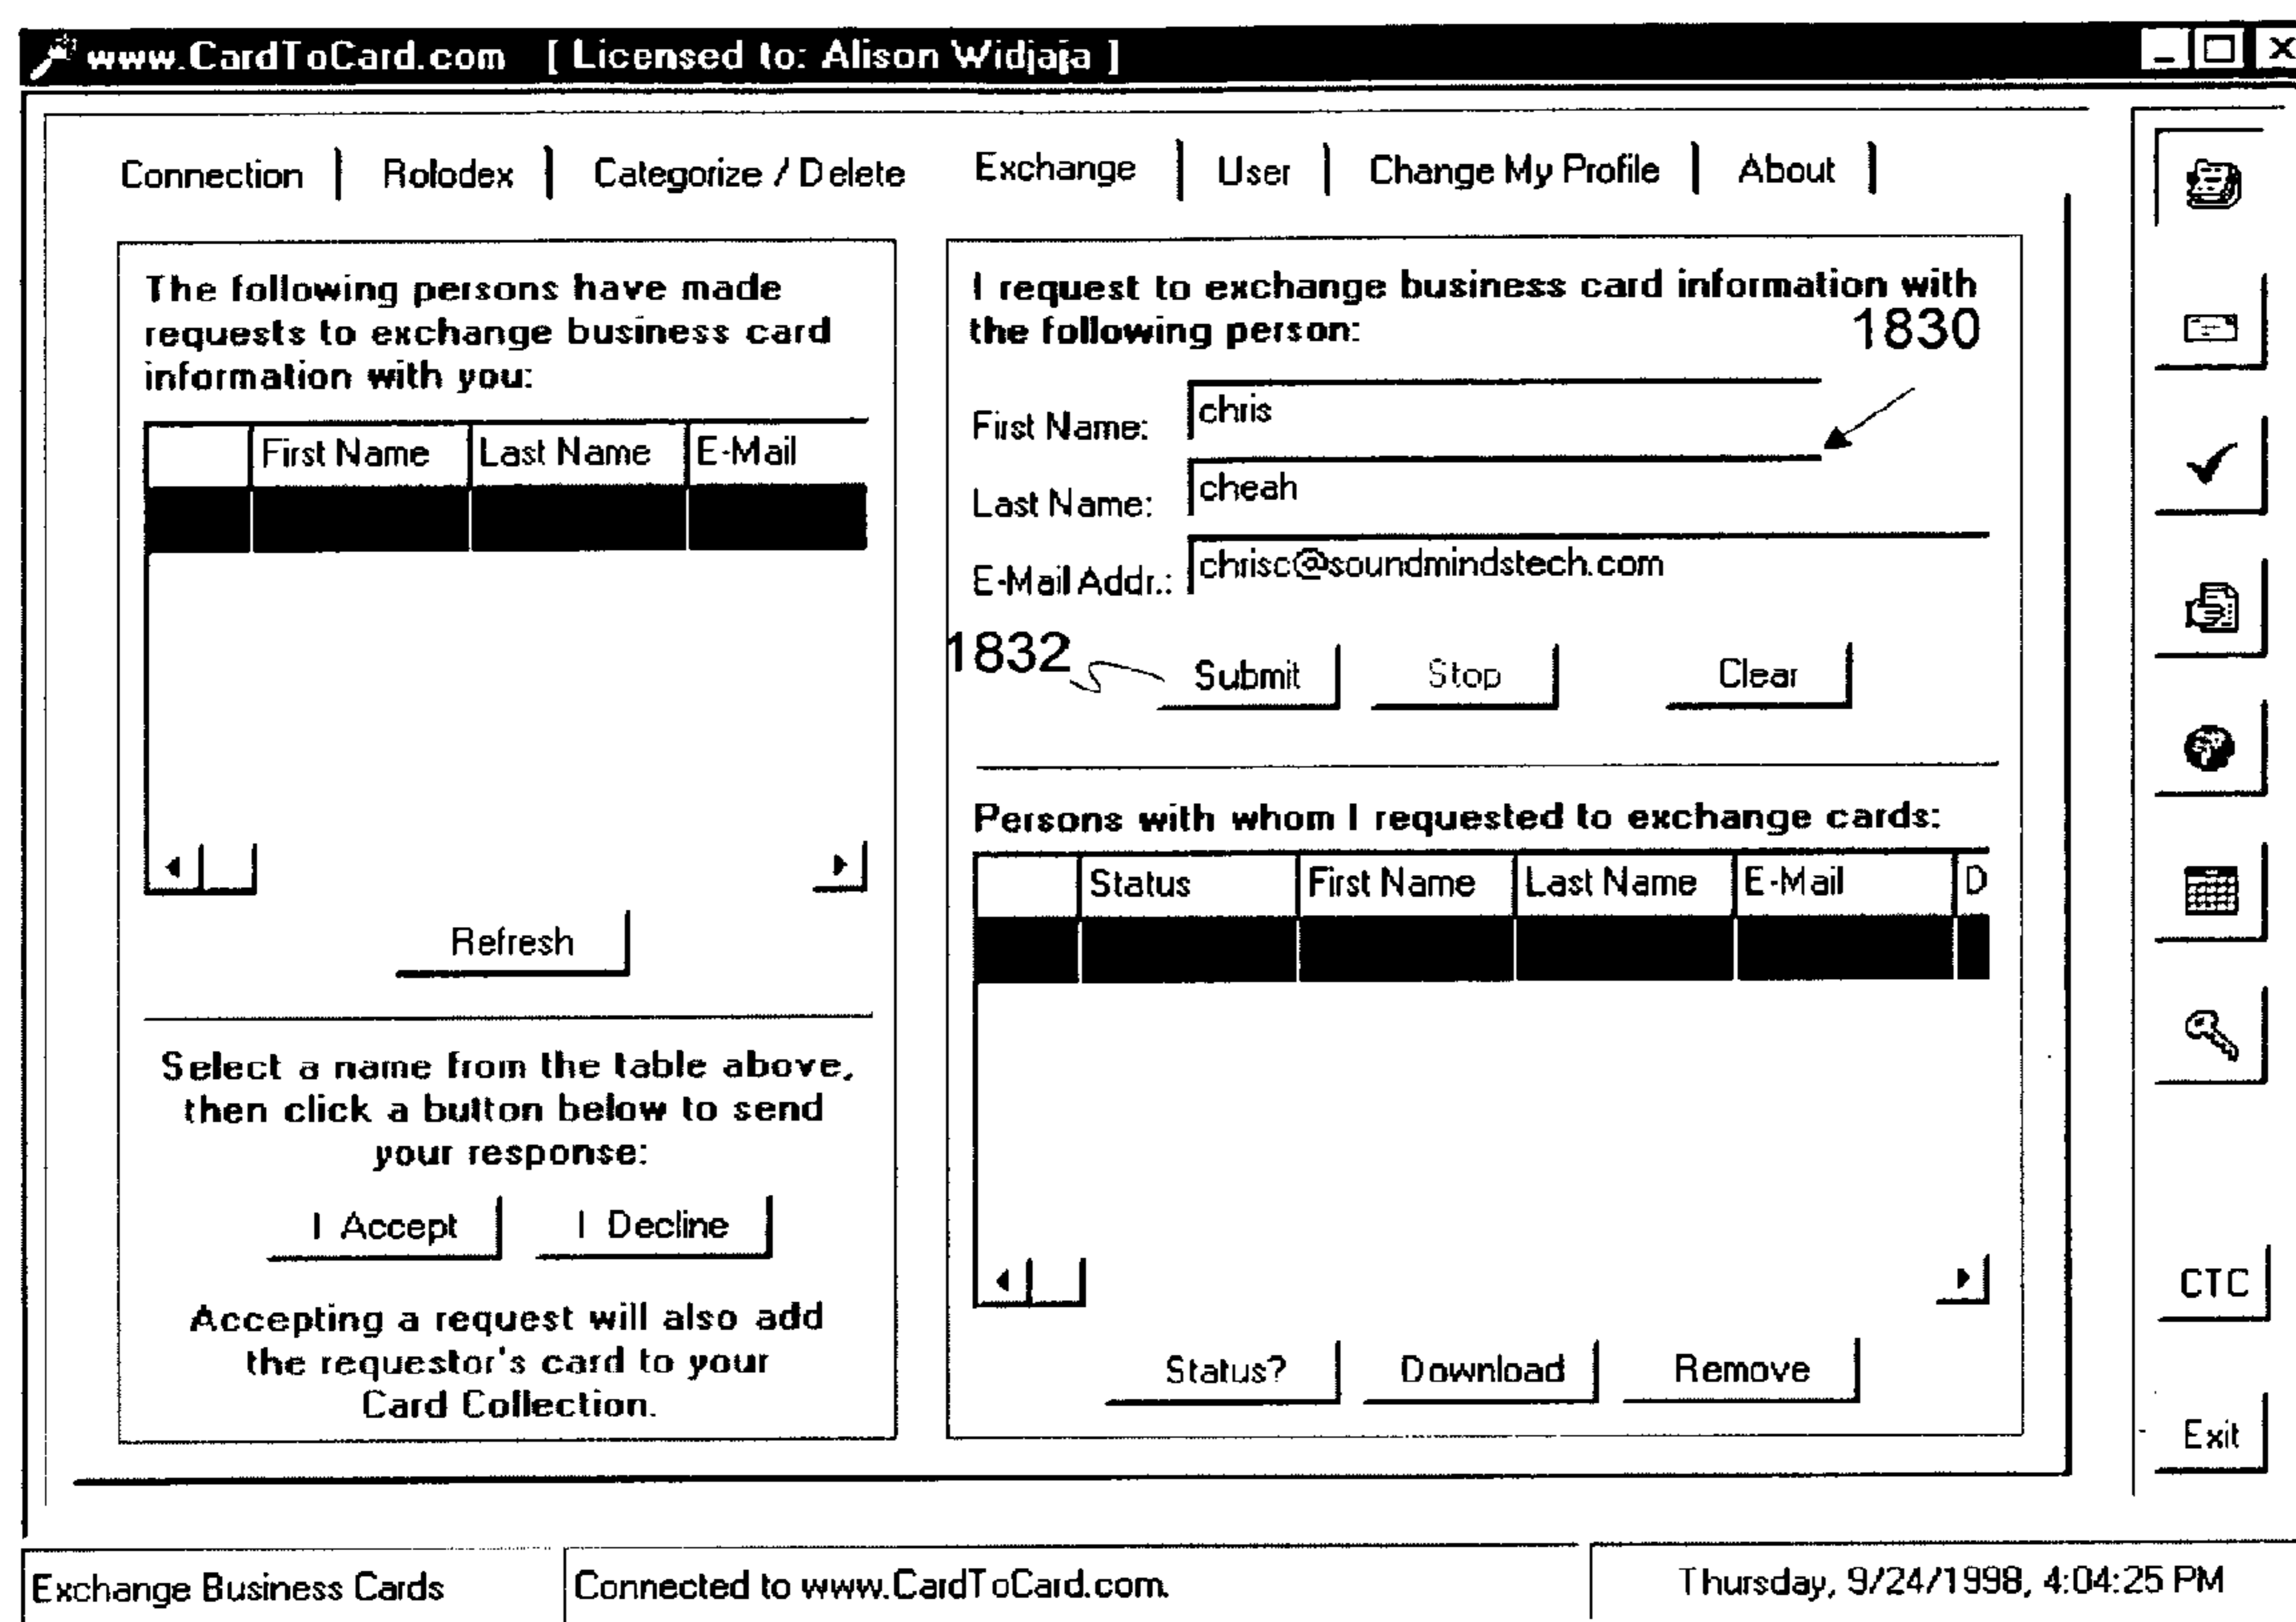 www.CardToCard.com [ Licensed to: Alison Widjaja ]
Connection Rolodex Categorize / Delete Exchange User Change My Profile About
The following persons have made
requests to exchange business card
information with you:
First Name Last Name E-Mail
Refresh
Select a name from the table above,
then click a button below to send
your response:
I Accept I Decline
Accepting a request will also add
the requestor's card to your
Card Collection.
I request to exchange business card information with
the following person:
1830
First Name: chris
Last Name: cheah
E-Mail Addr.: chrisc@soundmindstech.com
1832
Submit Stop Clear
Persons with whom I requested to exchange cards:
Status First Name Last Name E-Mail D
Status? Download Remove
CTC
Exit
Exchange Business Cards Connected to www.CardToCard.com. Thursday, 9/24/1998, 4:04:25 PM